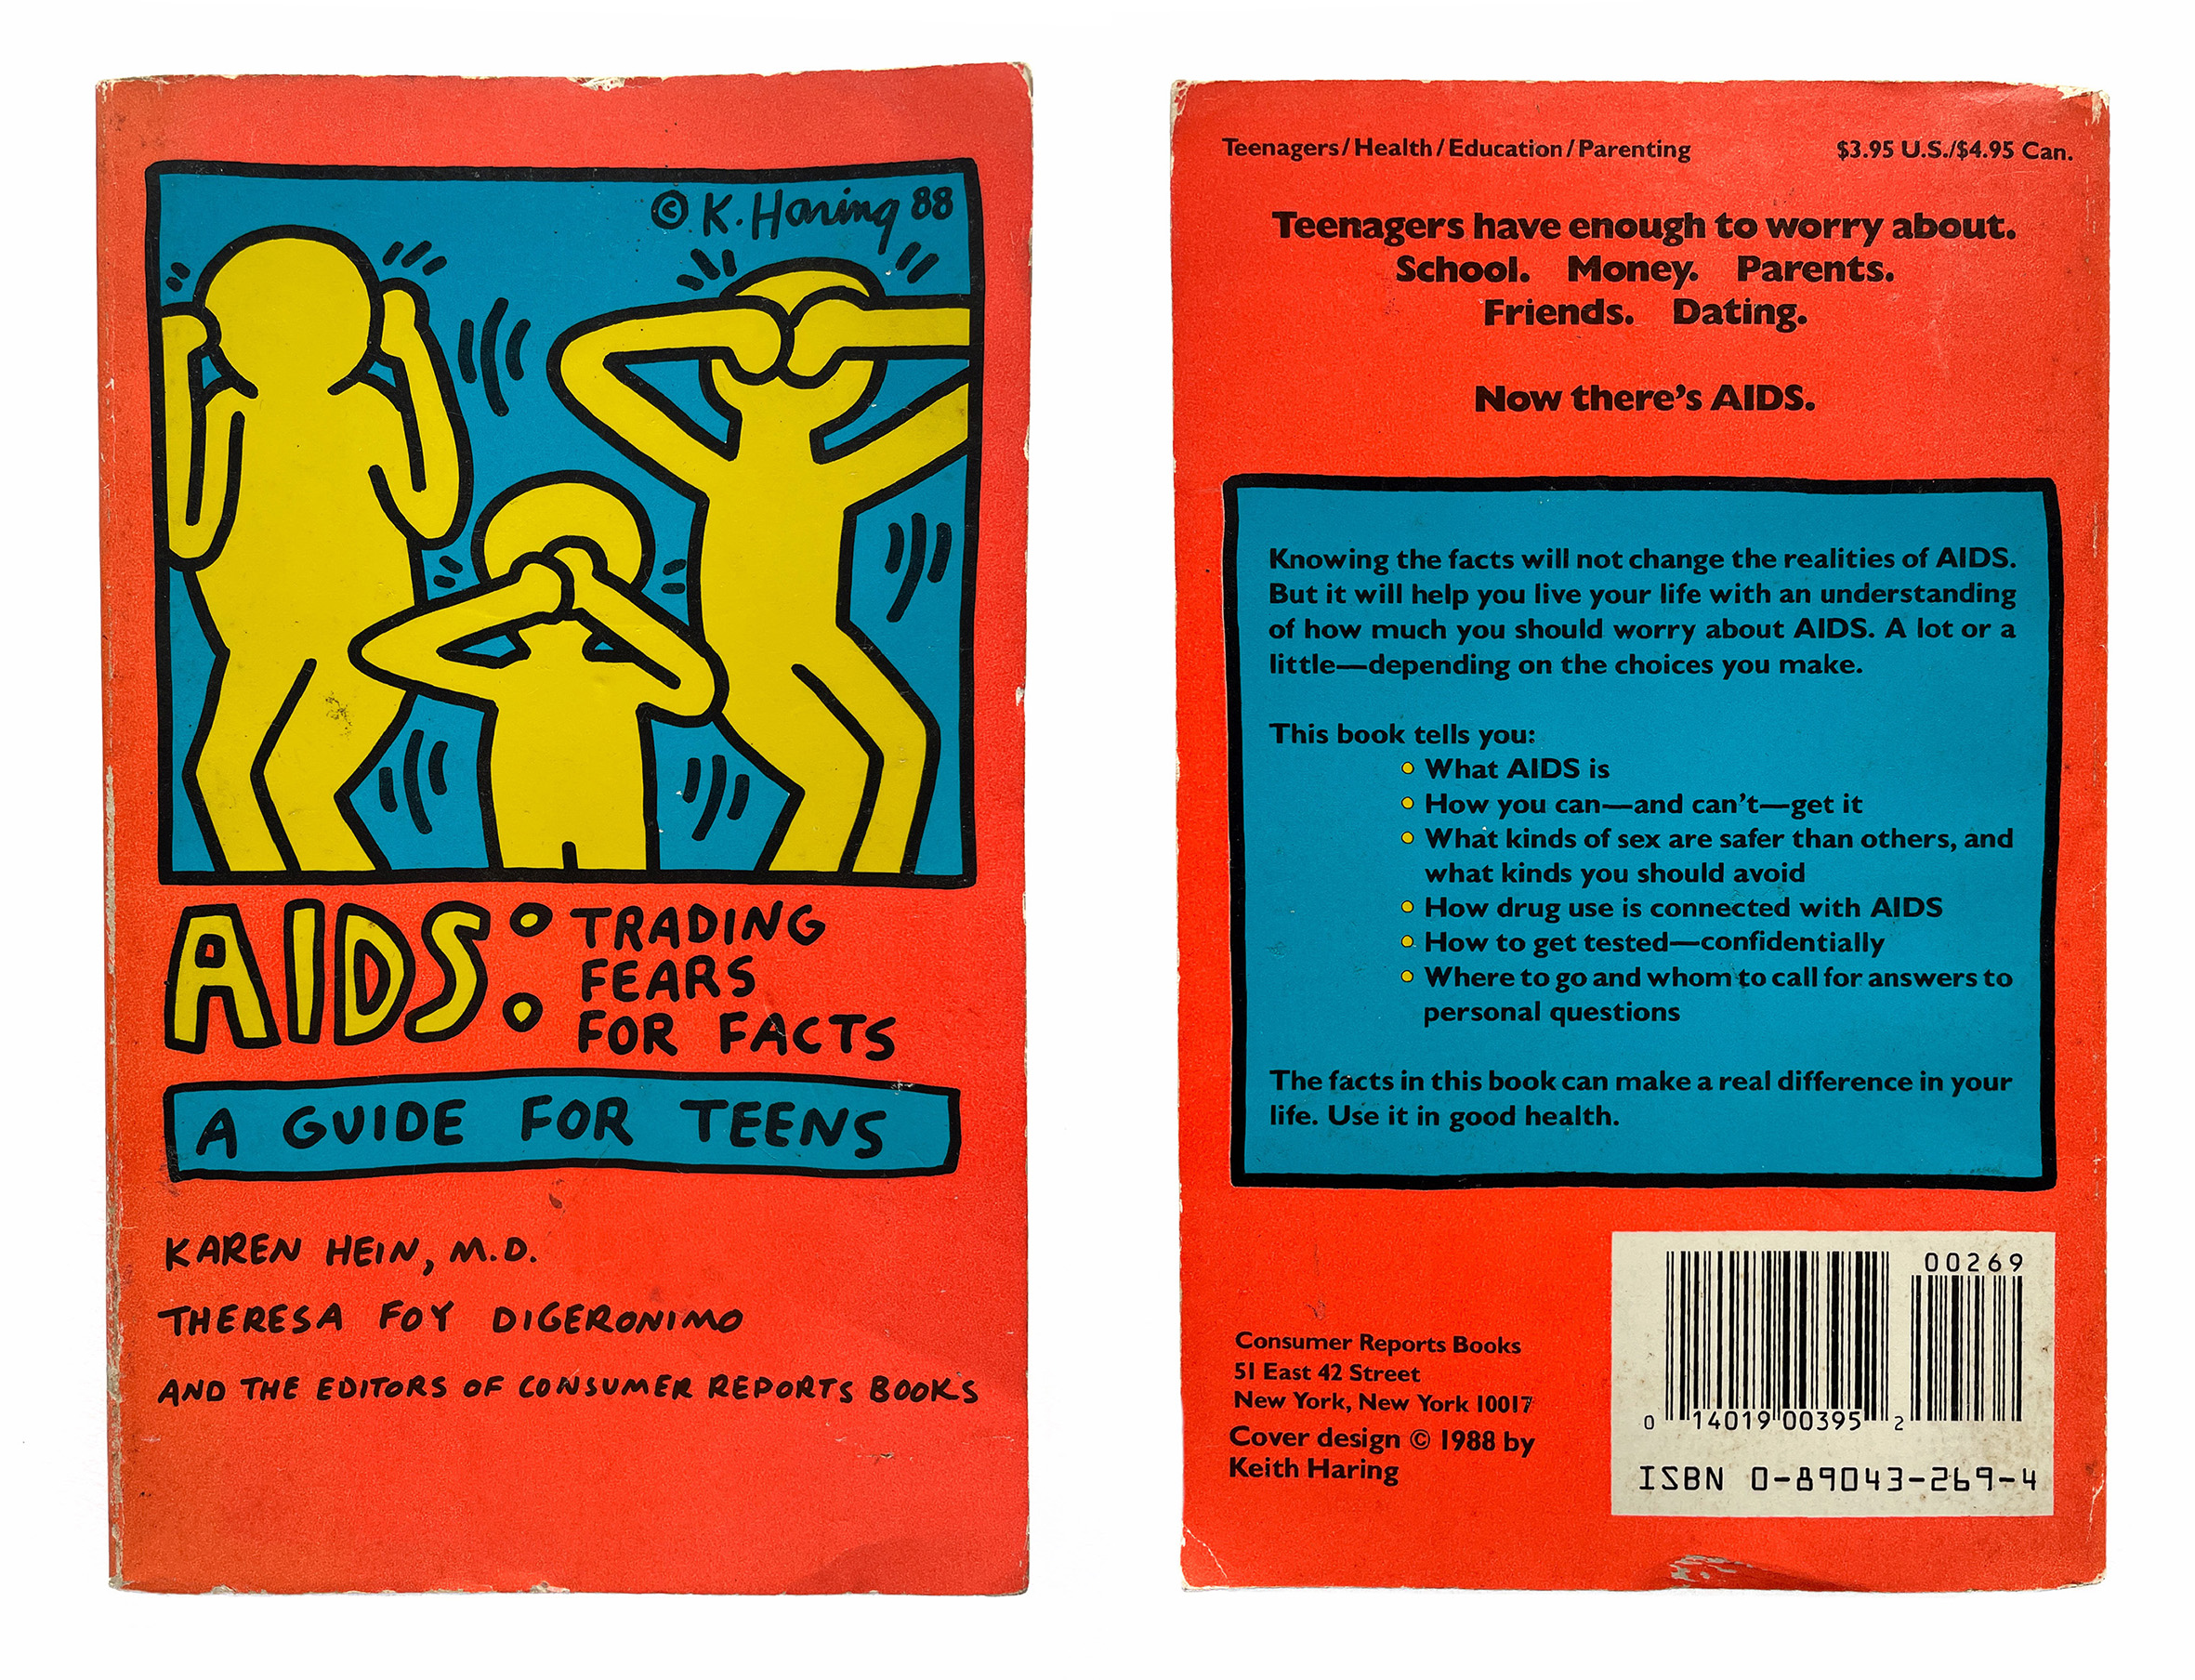 © K. Haring 88
AIDS: TRADING
FEARS
FOR FACTS
A GUIDE FOR TEENS
KAREN HEIN, M.D.
THERESA FOY DIGERONIMO
AND THE EDITORS OF CONSUMER REPORTS BOOKS
Teenagers/Health/Education/Parenting
$3.95 U.S./$4.95 Can.
Teenagers have enough to worry about.
School. Money. Parents.
Friends. Dating.
Now there's AIDS.
Knowing the facts will not change the realities of AIDS.
But it will help you live your life with an understanding
of how much you should worry about AIDS. A lot or a
little—depending on the choices you make.
This book tells you:
What AIDS is
How you can—and can't—get it
What kinds of sex are safer than others, and
what kinds you should avoid
How drug use is connected with AIDS
How to get tested—confidentially
Where to go and whom to call for answers to
personal questions
The facts in this book can make a real difference in your
life. Use it in good health.
Consumer Reports Books
51 East 42 Street
New York, New York 10017
Cover design © 1988 by
Keith Haring
00269
0 14019 00395 2
ISBN 0-89043-269-4